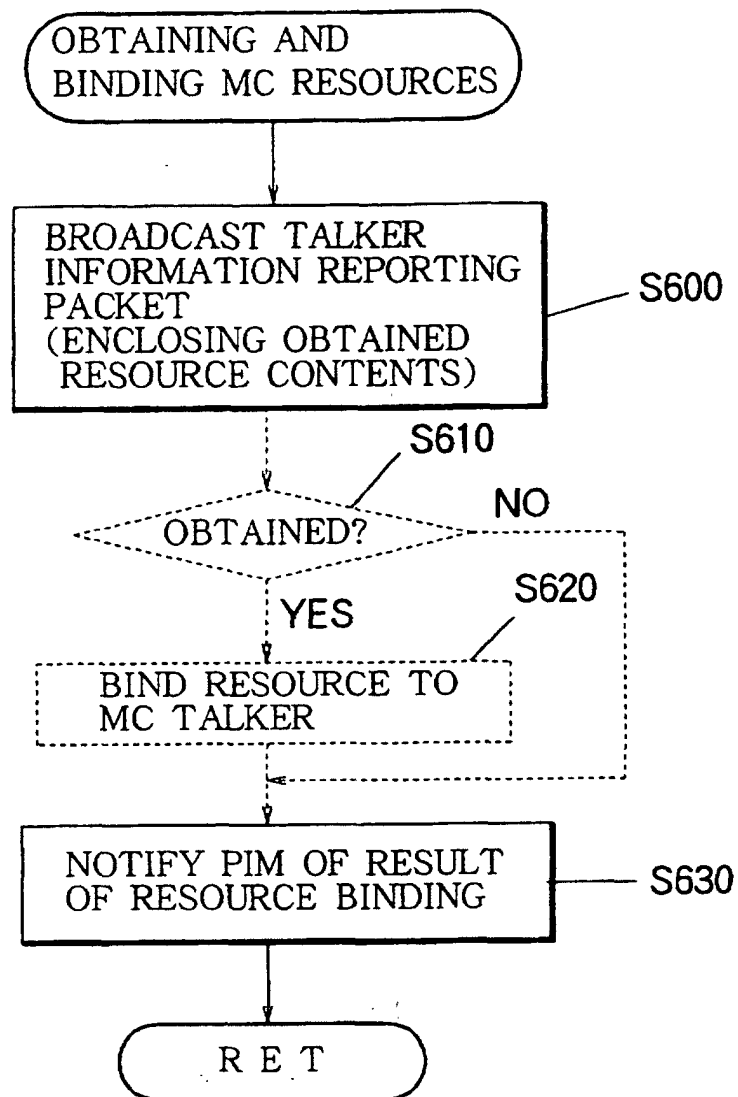 OBTAINING AND
BINDING MC RESOURCES
BROADCAST TALKER
INFORMATION REPORTING
PACKET
(ENCLOSING OBTAINED
RESOURCE CONTENTS)
S600
S610
OBTAINED?
NO
YES
S620
BIND RESOURCE TO
MC TALKER
NOTIFY PIM OF RESULT
OF RESOURCE BINDING
S630
R E T